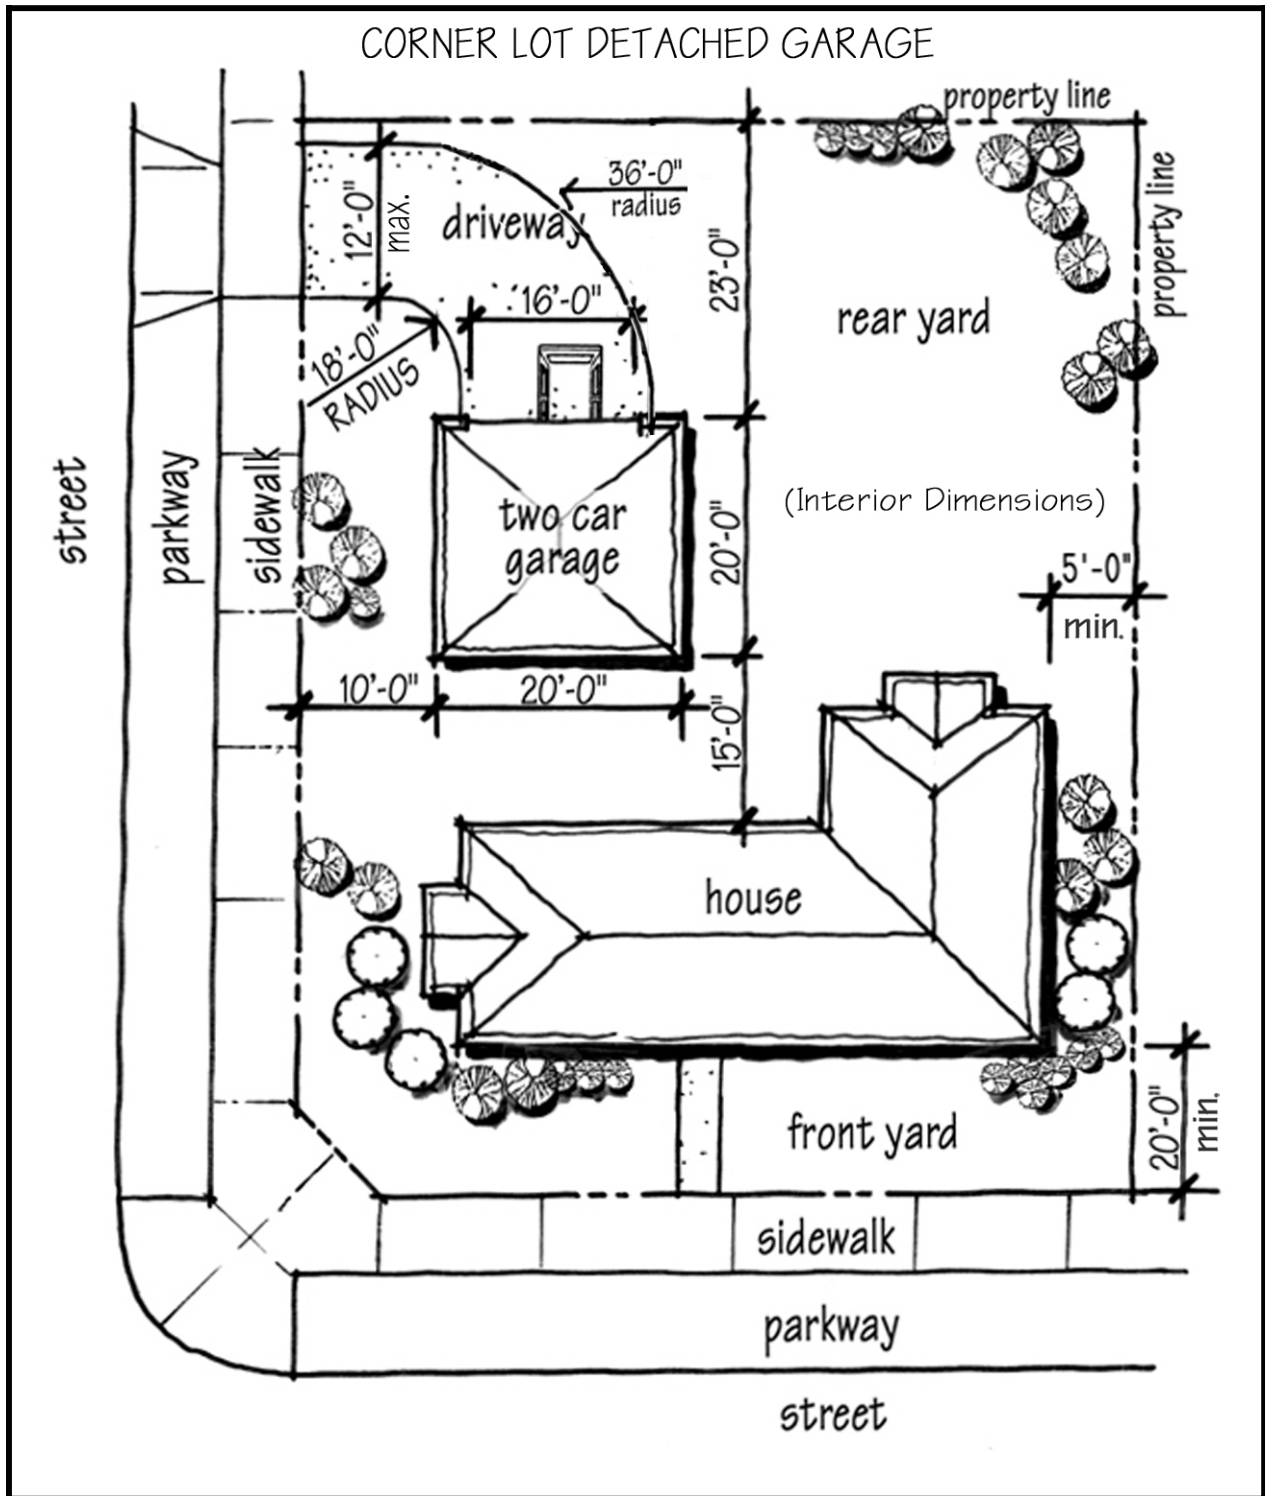 CORNER LOT DETACHED GARAGE
property line
property line
36'-0"
radius
12'-0"
max.
driveway
23'-0"
16'-0"
rear yard
18'-0"
RADIUS
street
parkway
sidewalk
two car
garage
20'-0"
(Interior Dimensions)
5'-0"
min.
10'-0"
20'-0"
15'-0"
house
front yard
20'-0"
min.
sidewalk
parkway
street